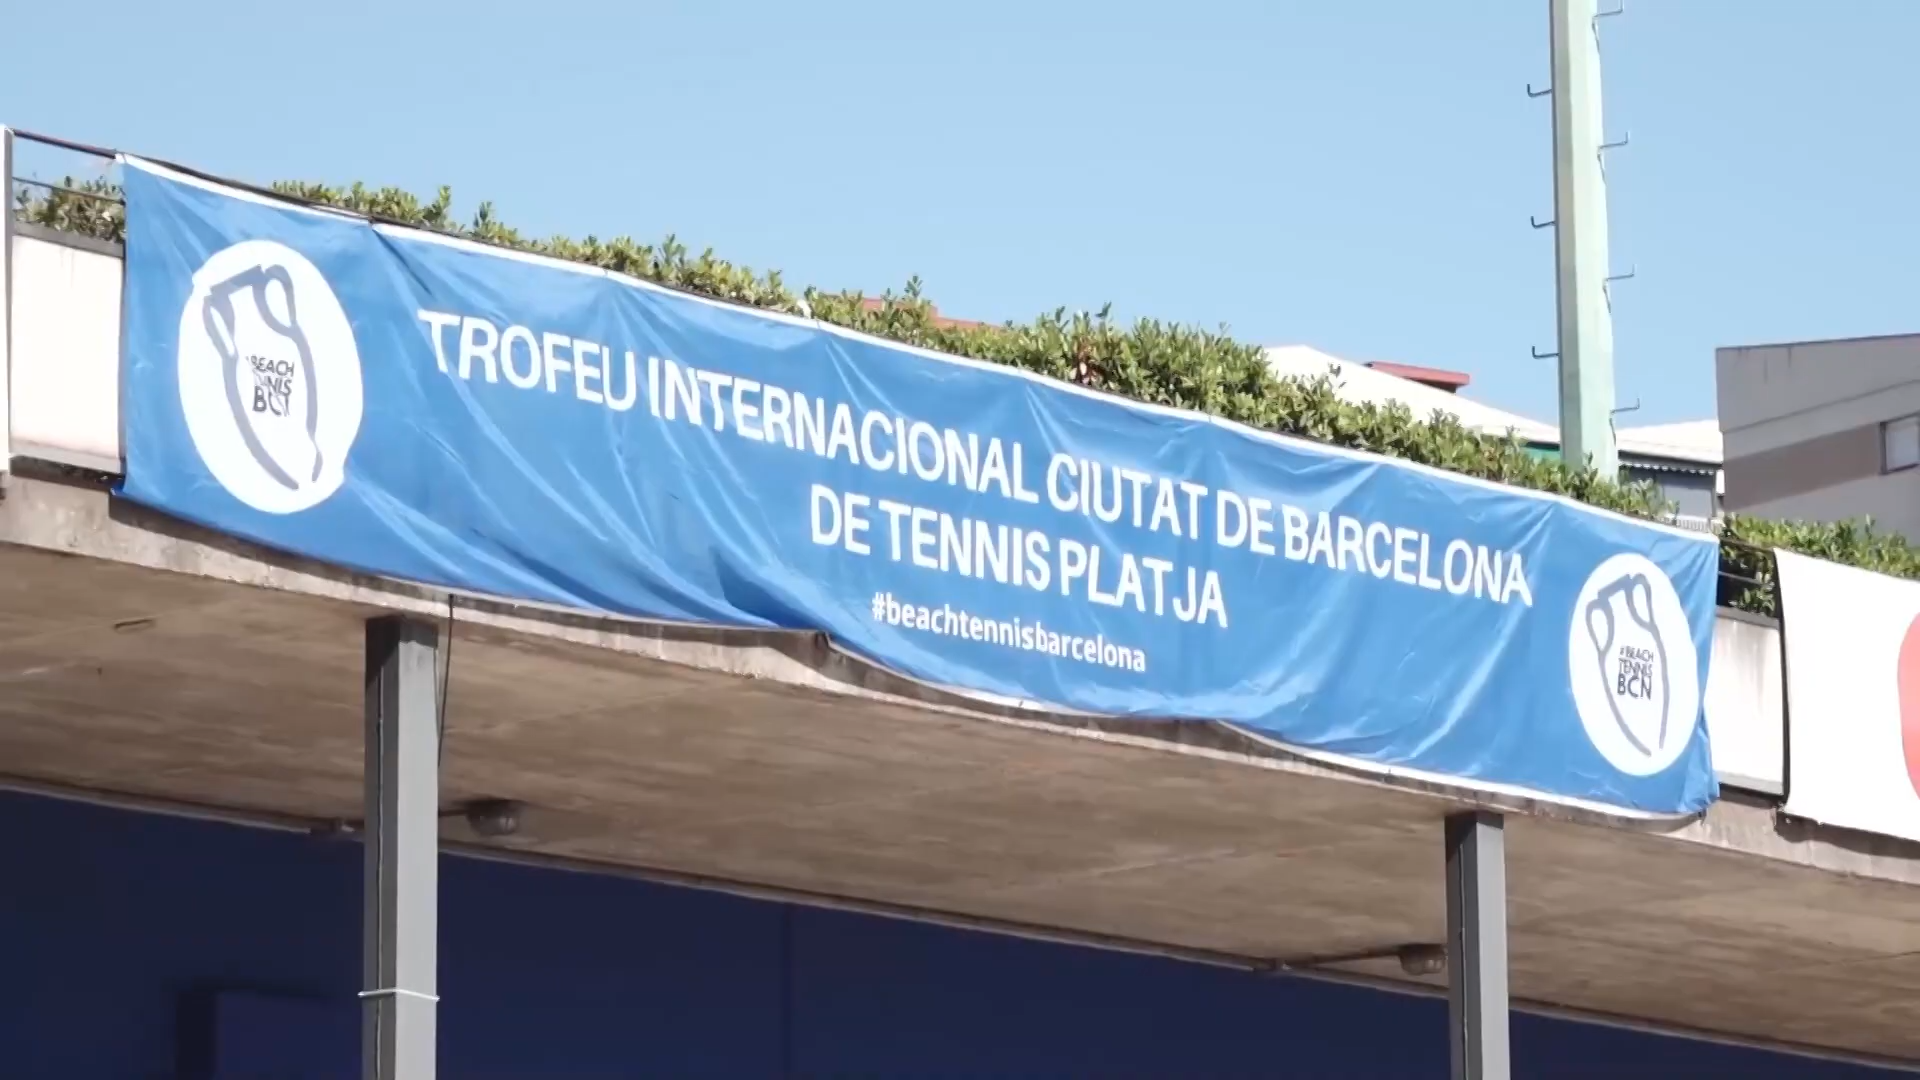 TROFEU INTERNACIONAL CIUTAT DE BARCELONA
DE TENNIS PLATJA
#beachtennisbarcelona
#BEACH
TENNIS
BCN
#BEACH
TENNIS
BCN